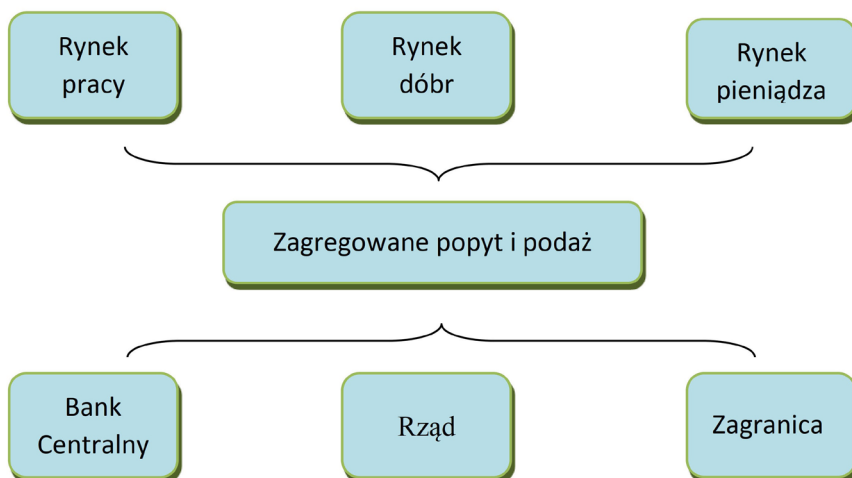 Rynek
pracy
Rynek
dóbr
Rynek
pieniądza
Zagregowane popyt i podaż
Bank
Centralny
Rząd
Zagranica